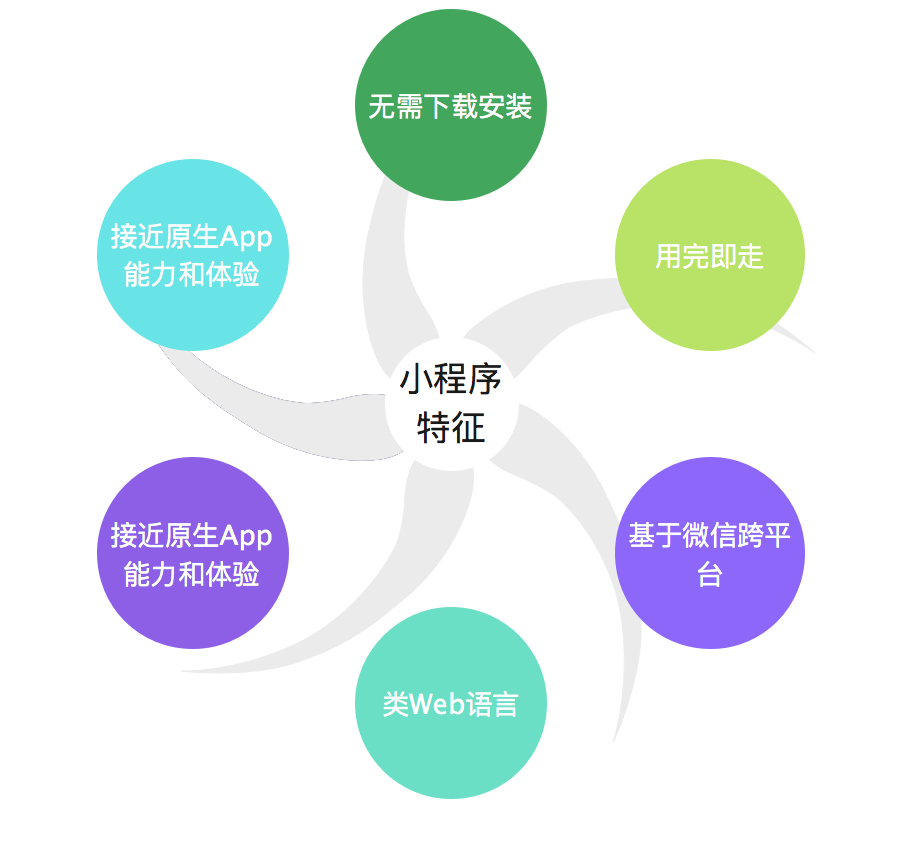 无需下载安装
接近原生App
能力和体验
用完即走
小程序
特征
接近原生App
能力和体验
基于微信跨平
台
类Web语言